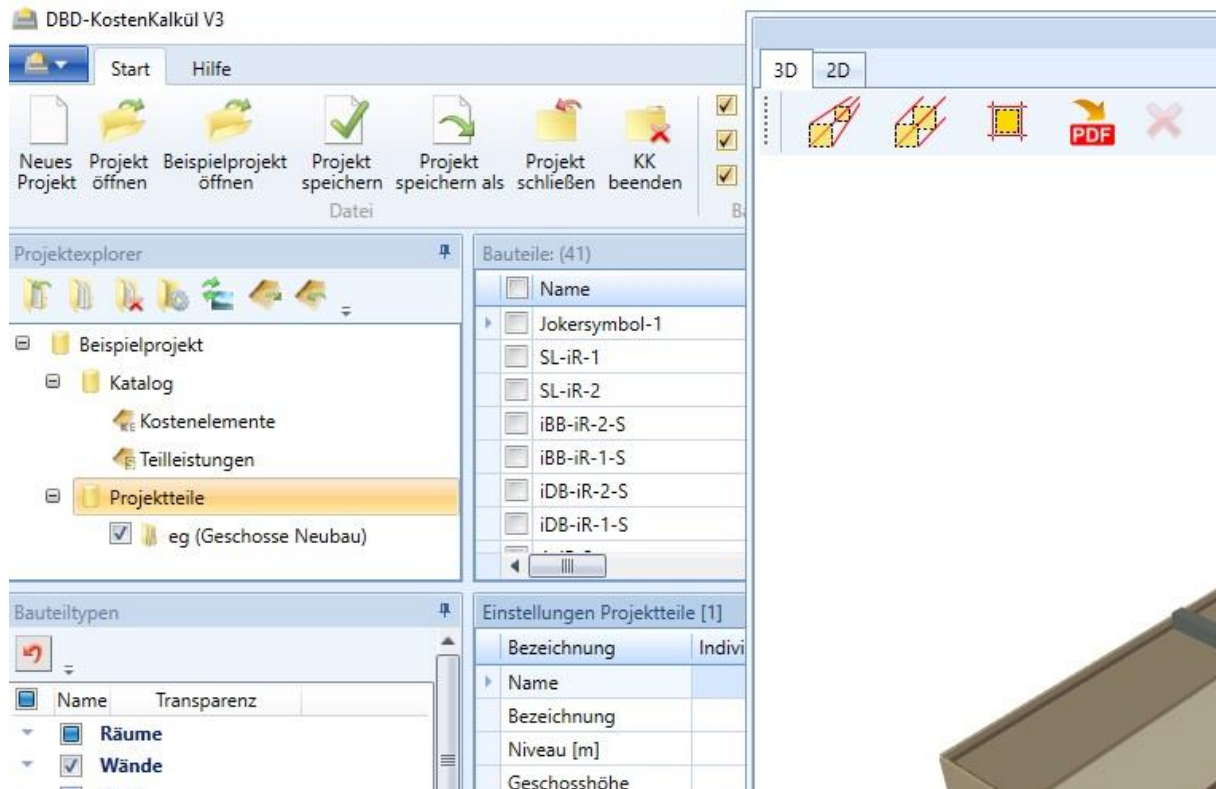 DBD-KostenKalkül V3
Start Hilfe
Neues Projekt
Projekt öffnen
Beispielprojekt öffnen
Projekt speichern
Projekt speichern als
Projekt schließen
KK beenden
Datei
3D 2D
PDF
Projektexplorer
Beispielprojekt
Katalog
Kostenelemente
Teilleistungen
Projektteile
eg (Geschosse Neubau)
Bauteile: (41)
Name
Jokersymbol-1
SL-iR-1
SL-iR-2
iBB-iR-2-S
iBB-iR-1-S
iDB-iR-2-S
iDB-iR-1-S
Bauteiltypen
Name Transparenz
Räume
Wände
Einstellungen Projektteile [1]
Bezeichnung Indivi
Name
Bezeichnung
Niveau [m]
Geschosshöhe